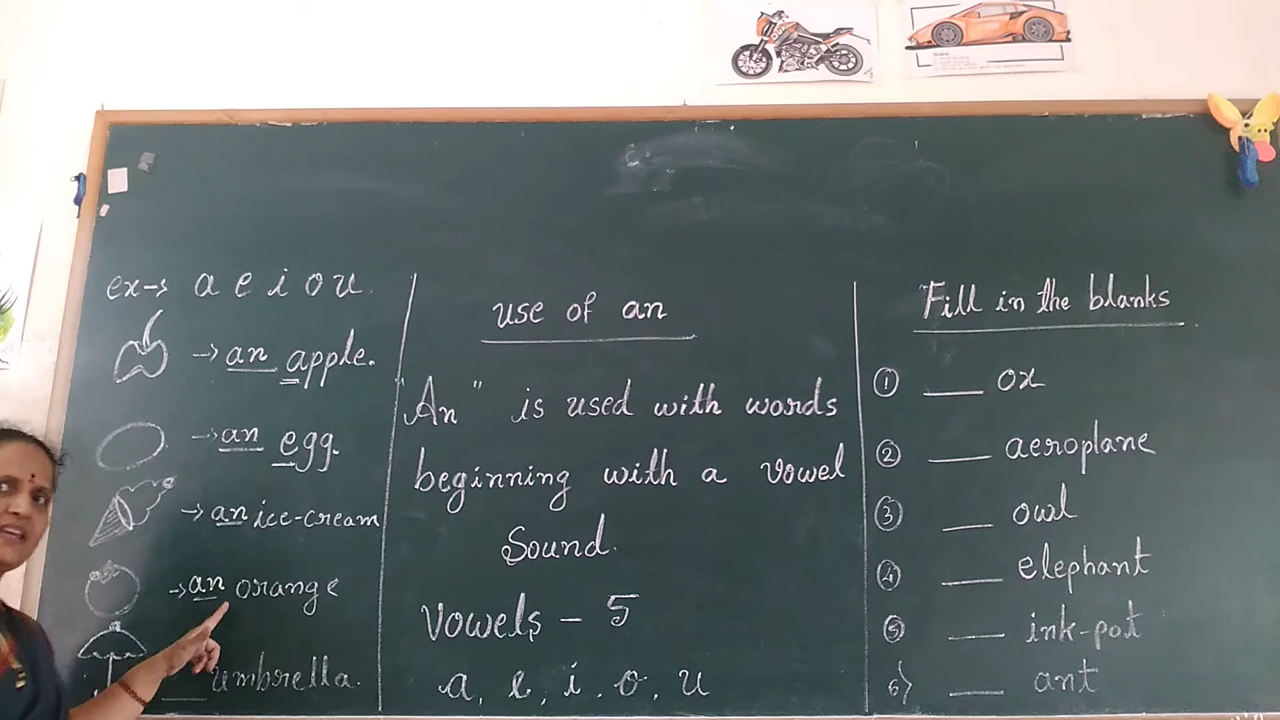 ex→ a e i o u.
→ an apple.
→ an egg.
→ an ice-cream
→ an orange
___ umbrella.
use of an
"An" is used with words
beginning with a vowel
Sound.
Vowels - 5
a, e, i, o, u
Fill in the blanks
① ___ ox
② ___ aeroplane
③ ___ owl
④ ___ elephant
⑤ ___ ink-pot
6) ___ ant